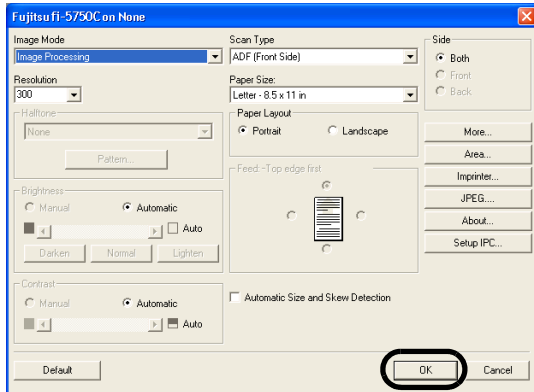 Fujitsu fi-5750C on None
Image Mode
Image Processing
Scan Type
ADF (Front Side)
Side
Both
Front
Back
Resolution
300
Paper Size:
Letter - 8.5 x 11 in
Halftone
None
Pattern...
Paper Layout
Portrait
Landscape
More...
Area...
Imprinter...
JPEG....
About...
Setup IPC...
Feed: -Top edge first
Brightness
Manual
Automatic
Auto
Darken
Normal
Lighten
Contrast
Manual
Automatic
Auto
Automatic Size and Skew Detection
Default
OK
Cancel